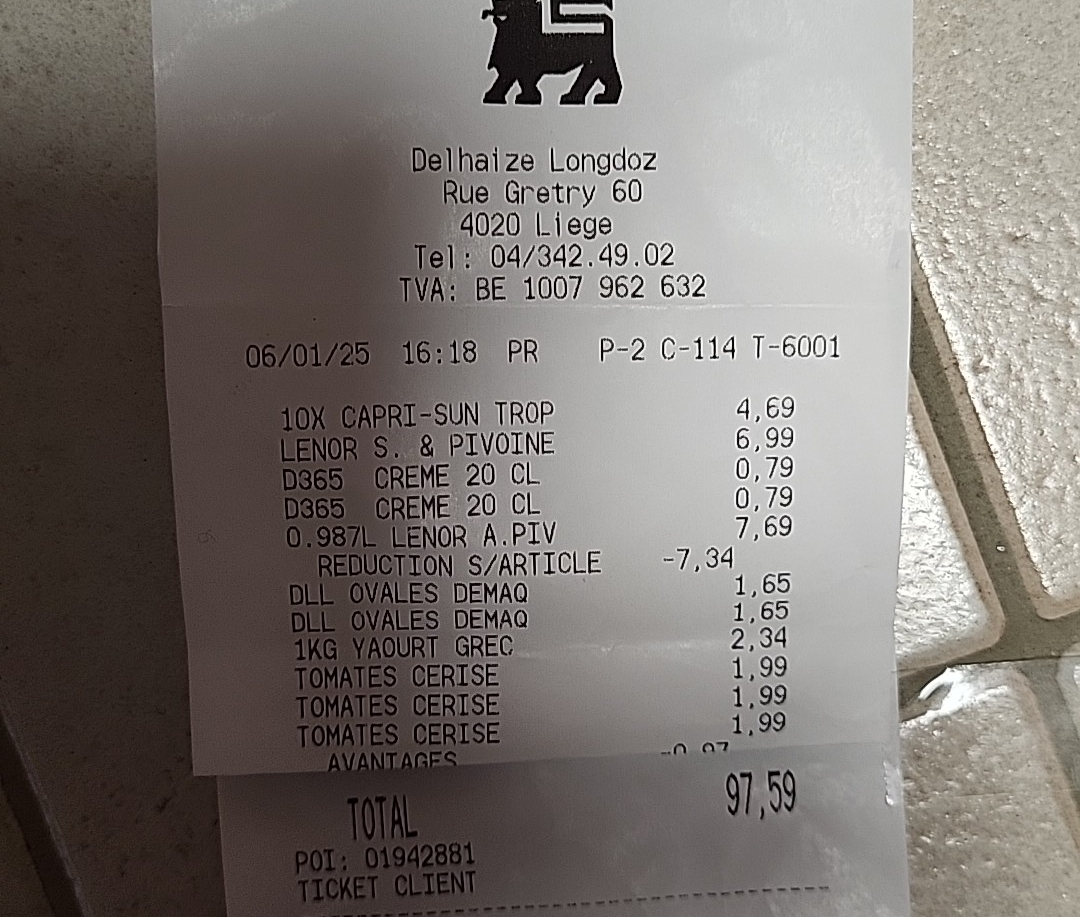 Delhaize Longdoz
Rue Gretry 60
4020 Liege
Tel: 04/342.49.02
TVA: BE 1007 962 632
06/01/25 16:18 PR P-2 C-114 T-6001
10X CAPRI-SUN TROP 4,69
LENOR S. & PIVOINE 6,99
D365 CREME 20 CL 0,79
D365 CREME 20 CL 0,79
0.987L LENOR A.PIV 7,69
REDUCTION S/ARTICLE -7,34
DLL OVALES DEMAQ 1,65
DLL OVALES DEMAQ 1,65
1KG YAOURT GREC 2,34
TOMATES CERISE 1,99
TOMATES CERISE 1,99
TOMATES CERISE 1,99
AVANTAGES
TOTAL 97,59
POI: 01942881
TICKET CLIENT